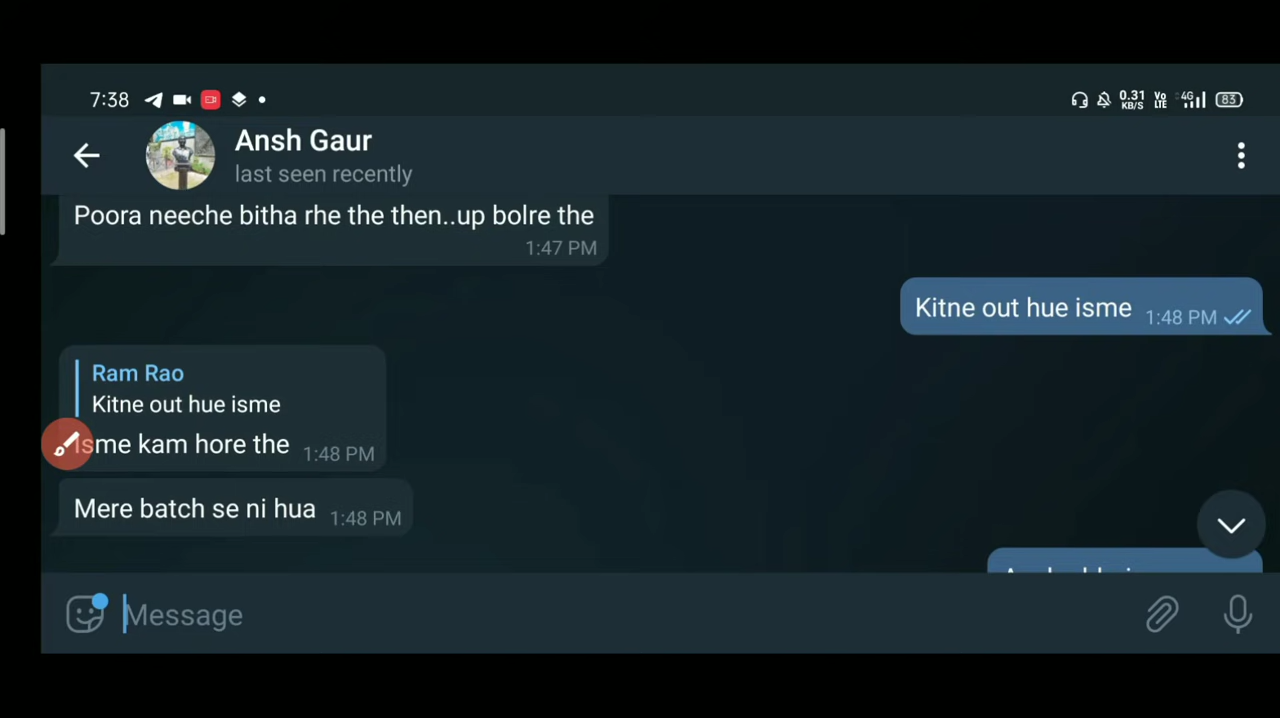 7:38
0.31 KB/S Vo LTE 4G 83
Ansh Gaur
last seen recently
Poora neeche bitha rhe the then..up bolre the
1:47 PM
Kitne out hue isme 1:48 PM
Ram Rao
Kitne out hue isme
Isme kam hore the 1:48 PM
Mere batch se ni hua 1:48 PM
Message